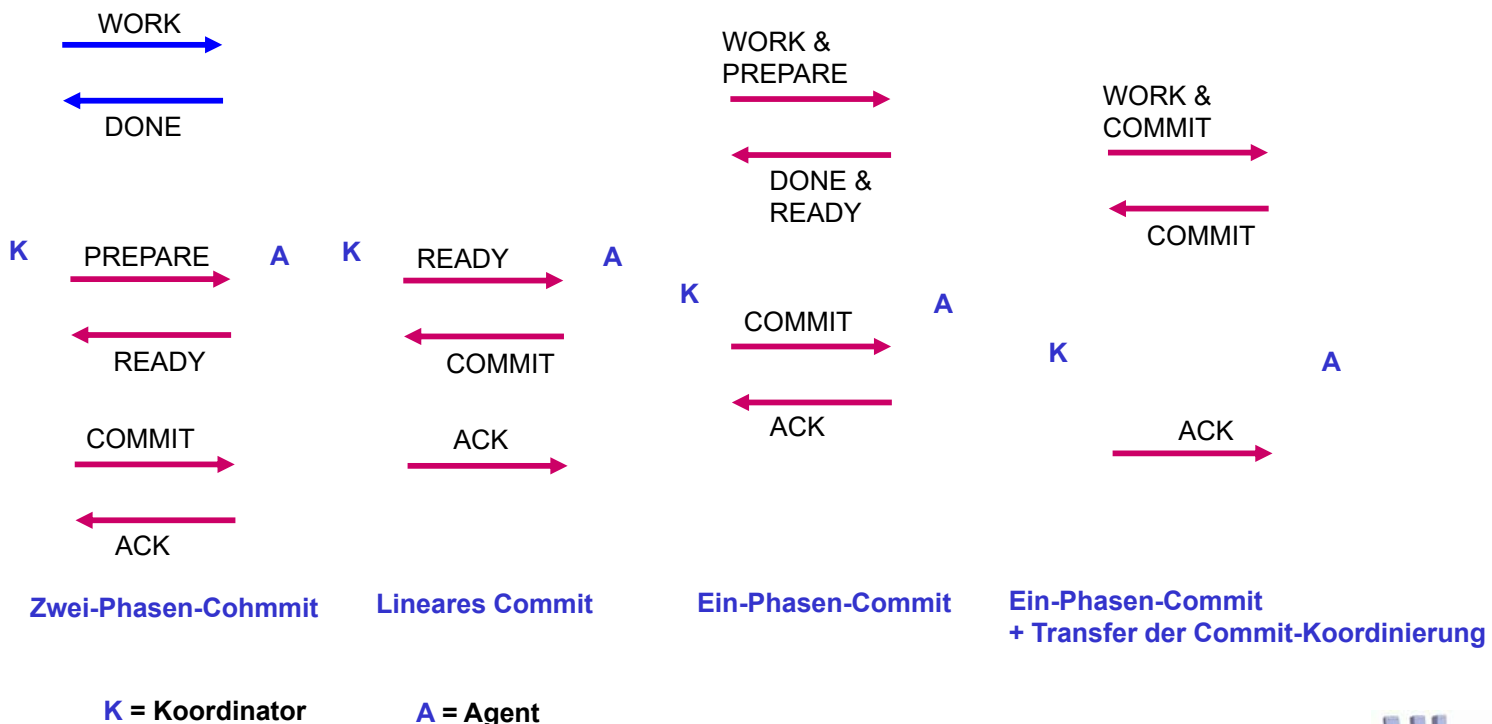 WORK
DONE
K
PREPARE
A
READY
COMMIT
ACK
Zwei-Phasen-Cohmmit
K
READY
A
COMMIT
ACK
Lineares Commit
WORK &
PREPARE
DONE &
READY
K
A
COMMIT
ACK
Ein-Phasen-Commit
WORK &
COMMIT
COMMIT
K
A
ACK
Ein-Phasen-Commit
+ Transfer der Commit-Koordinierung
K = Koordinator
A = Agent